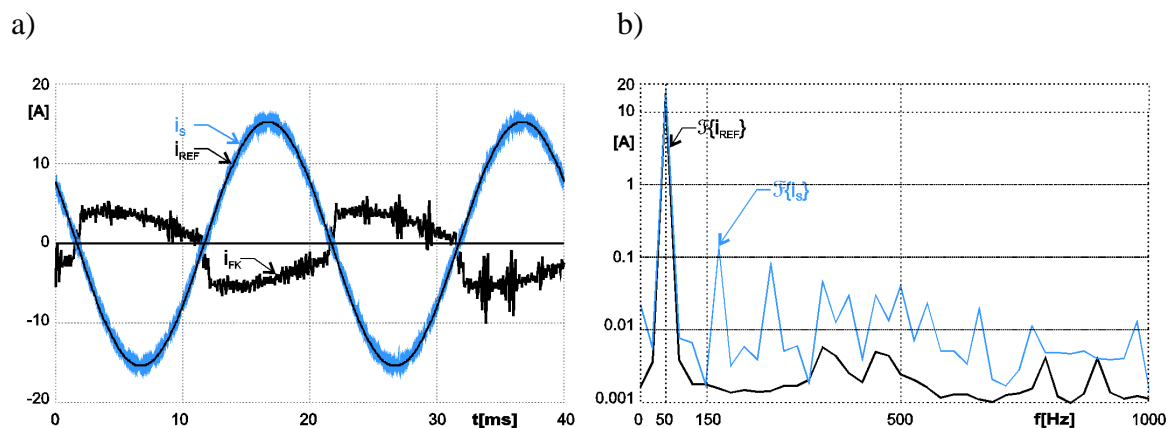 a)
20
[A]
10
0
-10
-20
i_S
i_REF
i_FK
0
10
20
30
t[ms]
40
b)
20
10
[A]
1
0.1
0.01
0.001
ℱ{i_REF}
ℱ{i_S}
0
50
150
500
f[Hz]
1000